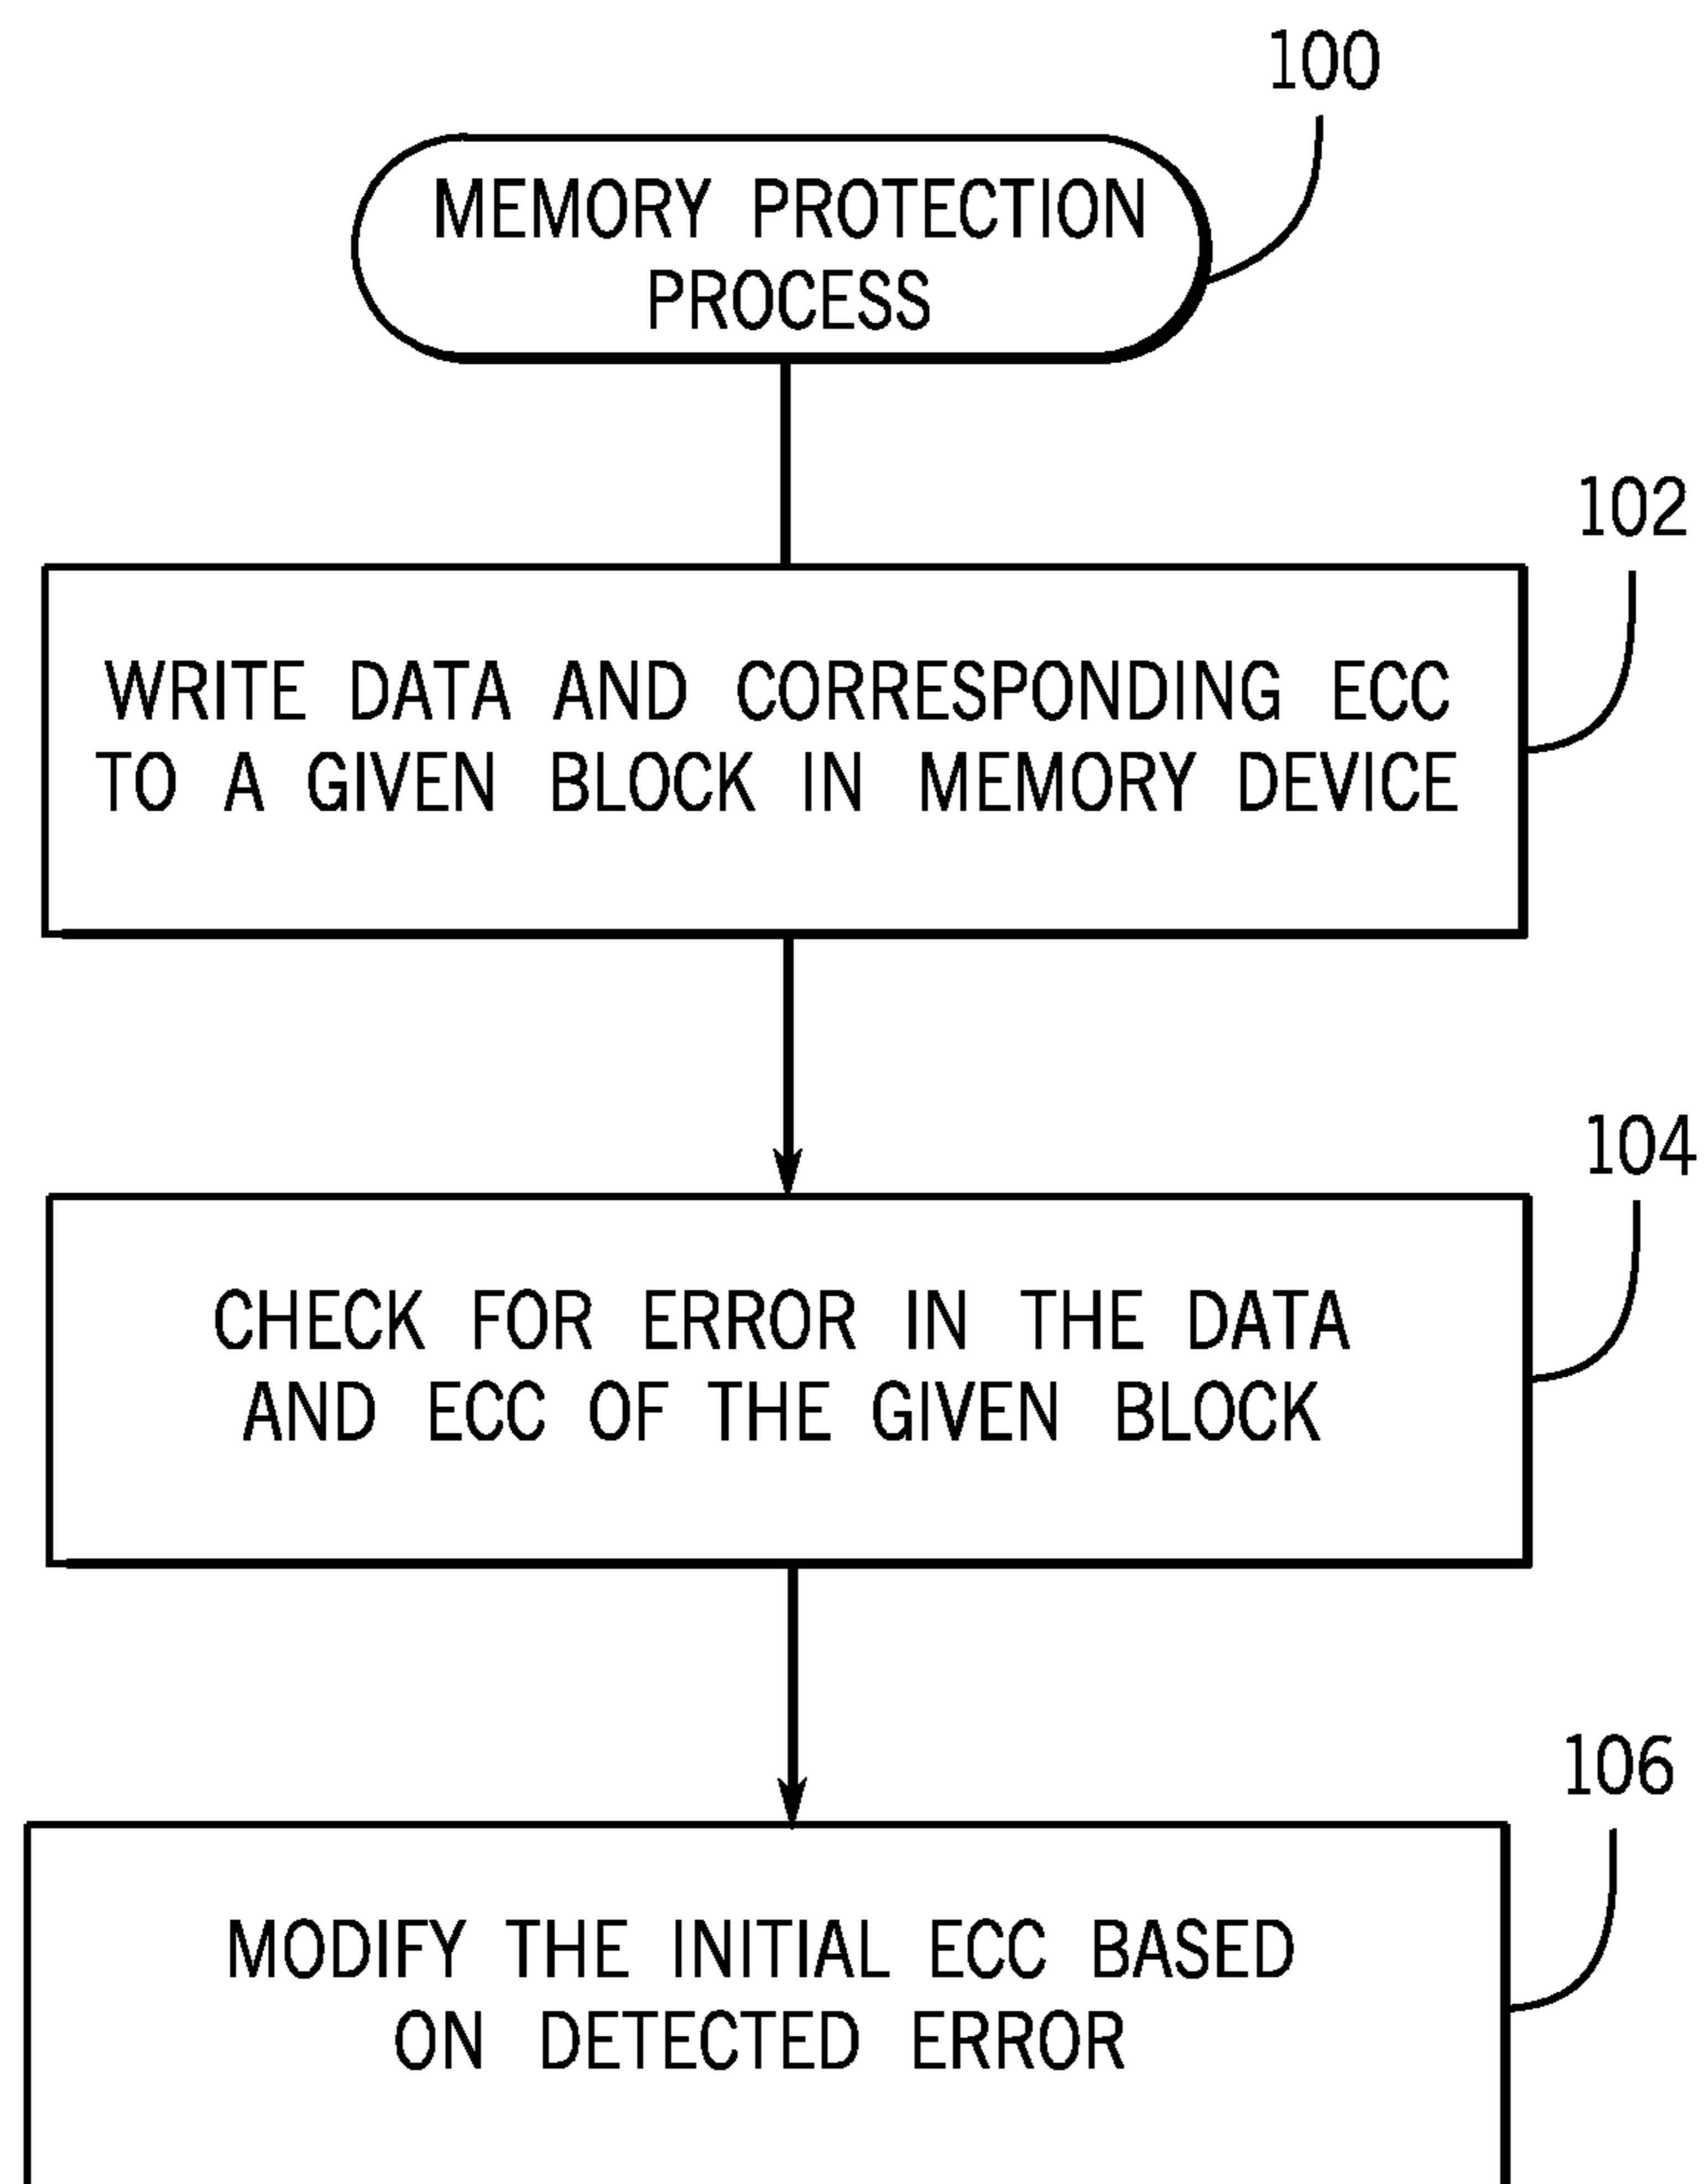 100
MEMORY PROTECTION
PROCESS
102
WRITE DATA AND CORRESPONDING ECC
TO A GIVEN BLOCK IN MEMORY DEVICE
104
CHECK FOR ERROR IN THE DATA
AND ECC OF THE GIVEN BLOCK
106
MODIFY THE INITIAL ECC BASED
ON DETECTED ERROR